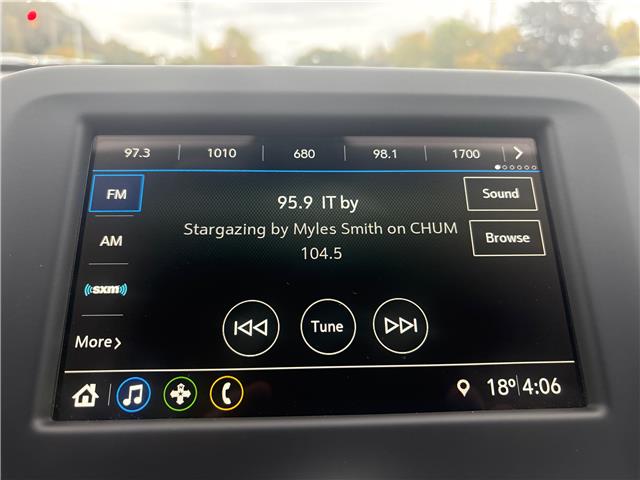 97.3 1010 680 98.1 1700
FM
95.9 IT by
Sound
Stargazing by Myles Smith on CHUM
104.5
AM
Browse
sxm
Tune
More
18° 4:06